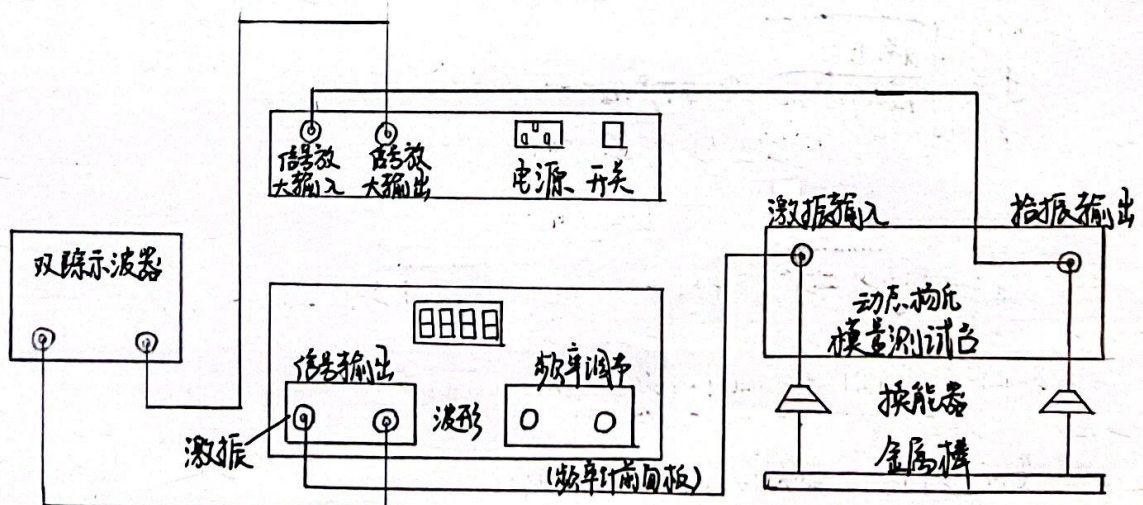 信号放
大输入
信号放
大输出
电源 开关
双踪示波器
激振输入
拾振输出
动态杨氏
模量测试台
8888
信号输出
频率调节
波形
激振
换能器
金属棒
(频率计前面板)